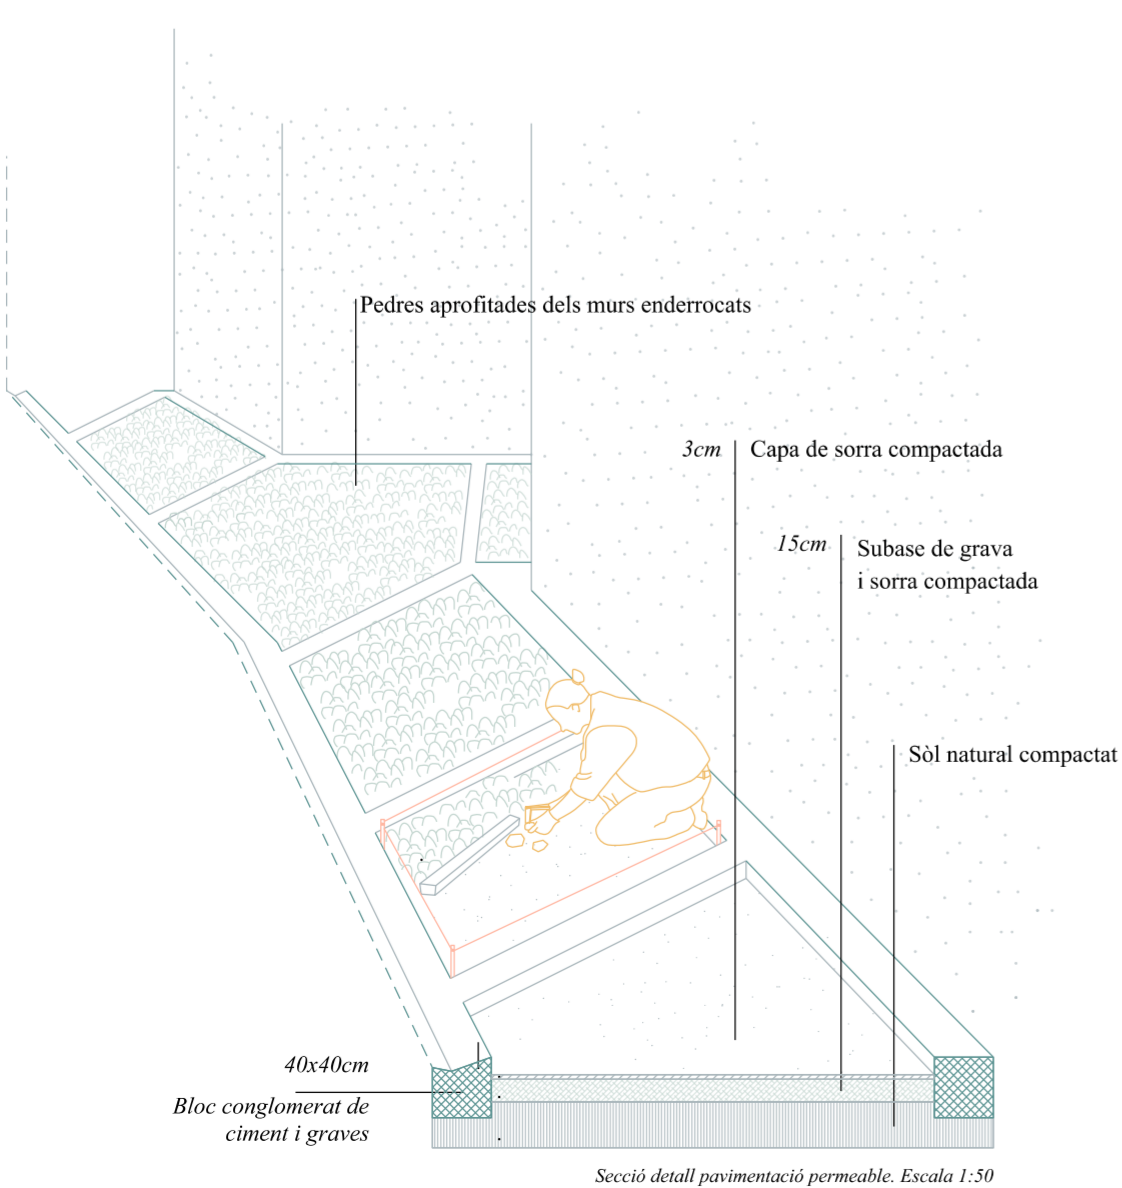 Pedres aprofitades dels murs enderrocats
3cm
Capa de sorra compactada
15cm
Subase de grava
i sorra compactada
Sòl natural compactat
40x40cm
Bloc conglomerat de
ciment i graves
Secció detall pavimentació permeable. Escala 1:50